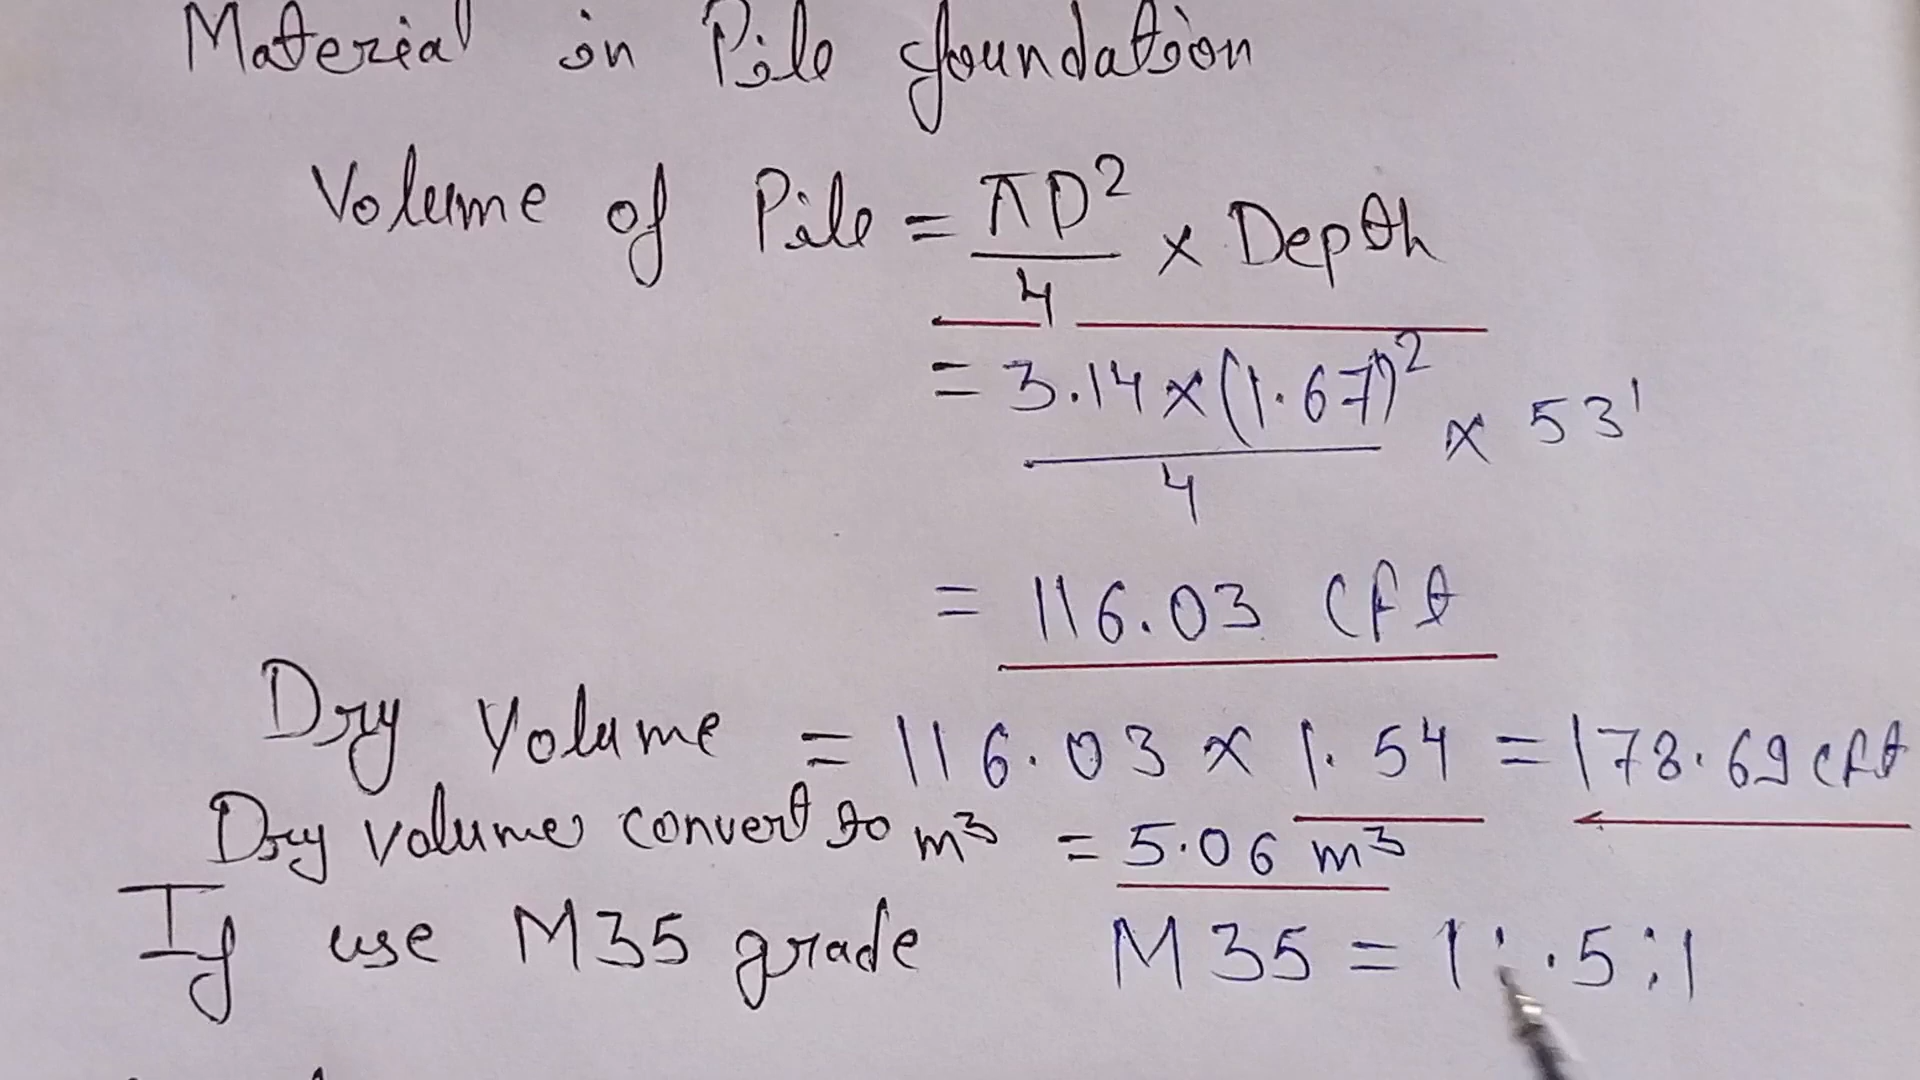 Material in Pile foundation
Volume of Pile = πD²/4 × Depth
= 3.14 × (1.67)²/4 × 53'
= 116.03 cft
Dry Volume = 116.03 × 1.54 = 178.69 cft
Dry volume convert to m³ = 5.06 m³
If use M35 grade M35 = 1:.5:1